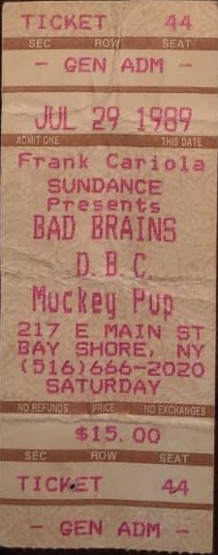 TICKET 44
SEC ROW SEAT
- GEN ADM -
JUL 29 1989
ADMIT ONE THIS DATE
Frank Cariola
SUNDANCE
Presents
BAD BRAINS
D.B.C.
Muckey Pup
217 E MAIN ST
BAY SHORE, NY
(516)666-2020
SATURDAY
NO REFUNDS PRICE NO EXCHANGES
$15.00
SEC ROW SEAT
TICKET 44
- GEN ADM -